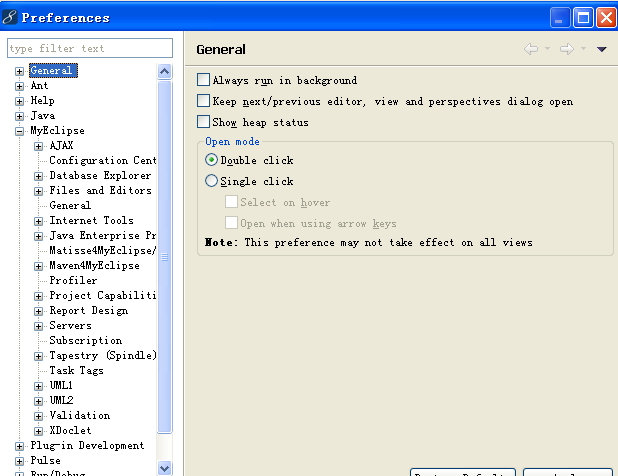 Preferences
type filter text
General
Ant
Help
Java
MyEclipse
AJAX
Configuration Cent
Database Explorer
Files and Editors
General
Internet Tools
Java Enterprise Pr
Matisse4MyEclipse/
Maven4MyEclipse
Profiler
Project Capabiliti
Report Design
Servers
Subscription
Tapestry (Spindle)
Task Tags
UML1
UML2
Validation
XDoclet
Plug-in Development
Pulse
Run/Debug
General
Always run in background
Keep next/previous editor, view and perspectives dialog open
Show heap status
Open mode
Double click
Single click
Select on hover
Open when using arrow keys
Note: This preference may not take effect on all views